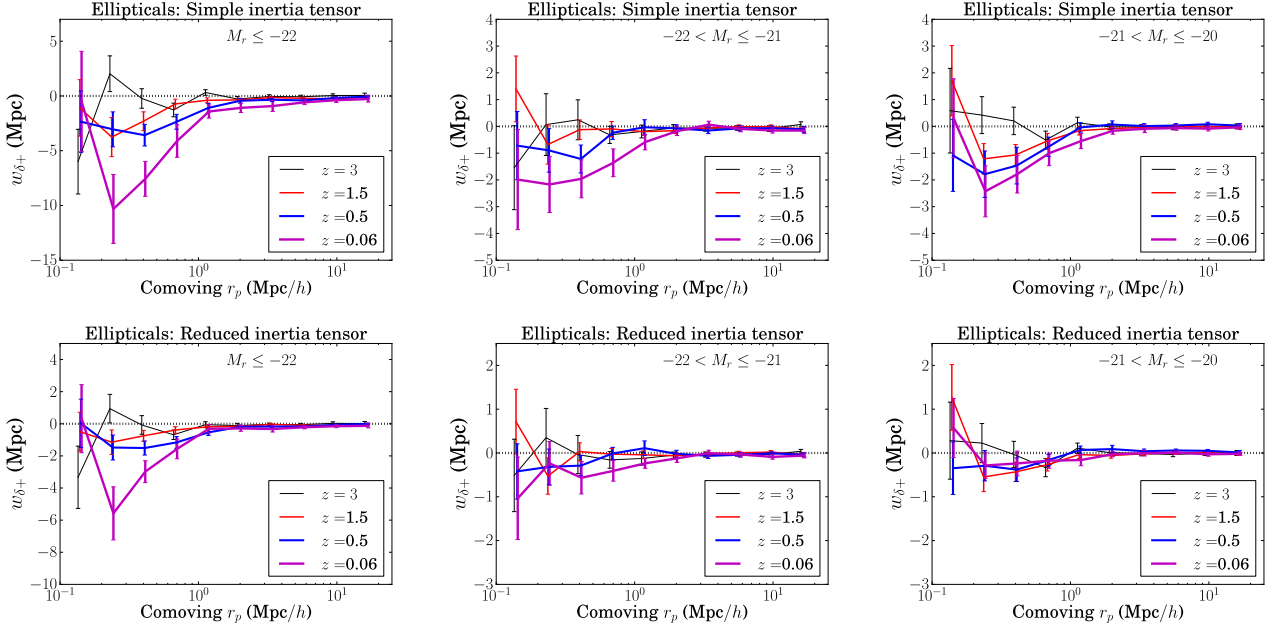 Ellipticals: Simple inertia tensor
M_r ≤ −22
w_δ+ (Mpc)
5
0
−5
−10
−15
z = 3
z = 1.5
z = 0.5
z = 0.06
10^−1
10^0
10^1
Comoving r_p (Mpc/h)
Ellipticals: Simple inertia tensor
−22 < M_r ≤ −21
w_δ+ (Mpc)
4
3
2
1
0
−1
−2
−3
−4
−5
z = 3
z = 1.5
z = 0.5
z = 0.06
10^−1
10^0
10^1
Comoving r_p (Mpc/h)
Ellipticals: Simple inertia tensor
−21 < M_r ≤ −20
w_δ+ (Mpc)
4
3
2
1
0
−1
−2
−3
−4
−5
z = 3
z = 1.5
z = 0.5
z = 0.06
10^−1
10^0
10^1
Comoving r_p (Mpc/h)
Ellipticals: Reduced inertia tensor
M_r ≤ −22
w_δ+ (Mpc)
4
2
0
−2
−4
−6
−8
−10
z = 3
z = 1.5
z = 0.5
z = 0.06
10^−1
10^0
10^1
Comoving r_p (Mpc/h)
Ellipticals: Reduced inertia tensor
−22 < M_r ≤ −21
w_δ+ (Mpc)
2
1
0
−1
−2
−3
z = 3
z = 1.5
z = 0.5
z = 0.06
10^−1
10^0
10^1
Comoving r_p (Mpc/h)
Ellipticals: Reduced inertia tensor
−21 < M_r ≤ −20
w_δ+ (Mpc)
2
1
0
−1
−2
−3
z = 3
z = 1.5
z = 0.5
z = 0.06
10^−1
10^0
10^1
Comoving r_p (Mpc/h)